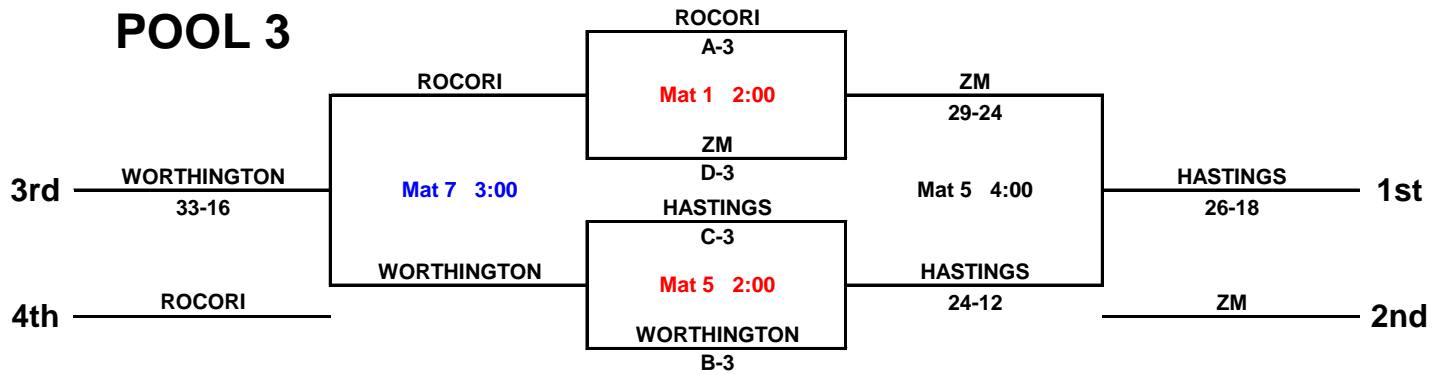 POOL 3
ROCORI
A-3
ROCORI
Mat 1 2:00
ZM
29-24
ZM
D-3
3rd
WORTHINGTON
33-16
Mat 7 3:00
Mat 5 4:00
HASTINGS
26-18
1st
HASTINGS
C-3
WORTHINGTON
Mat 5 2:00
HASTINGS
24-12
4th
ROCORI
ZM
2nd
WORTHINGTON
B-3